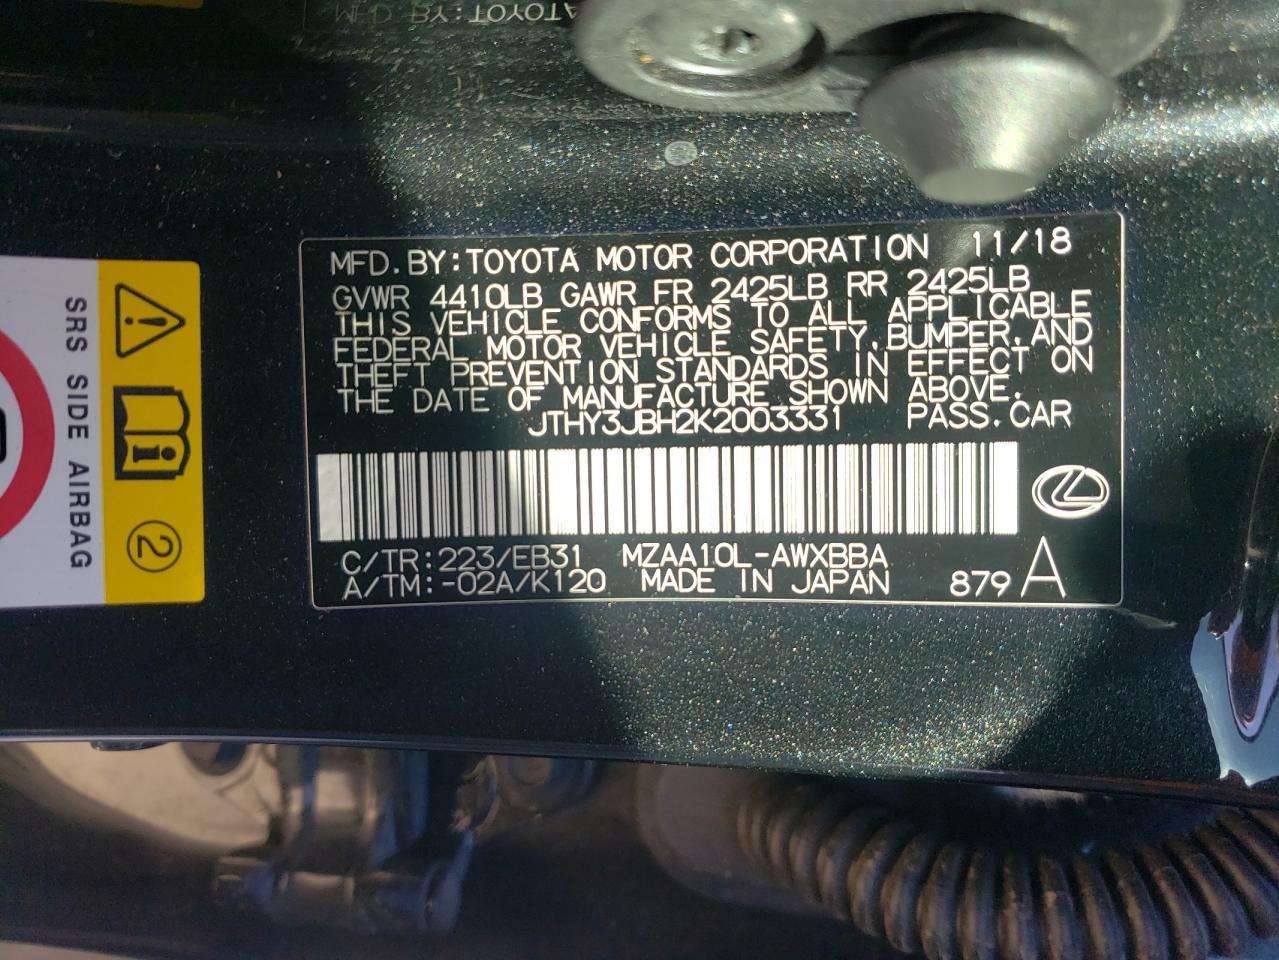 MFD. BY: TOYOTA
MFD.BY:TOYOTA MOTOR CORPORATION 11/18
GVWR 4410LB GAWR FR 2425LB RR 2425LB
THIS VEHICLE CONFORMS TO ALL APPLICABLE
FEDERAL MOTOR VEHICLE SAFETY,BUMPER,AND
THEFT PREVENTION STANDARDS IN EFFECT ON
THE DATE OF MANUFACTURE SHOWN ABOVE.
JTHY3JBH2K2003331 PASS.CAR
C/TR:223/EB31 MZAA10L-AWXBBA
A/TM:-02A/K120 MADE IN JAPAN 879 A
SRS SIDE AIRBAG
2